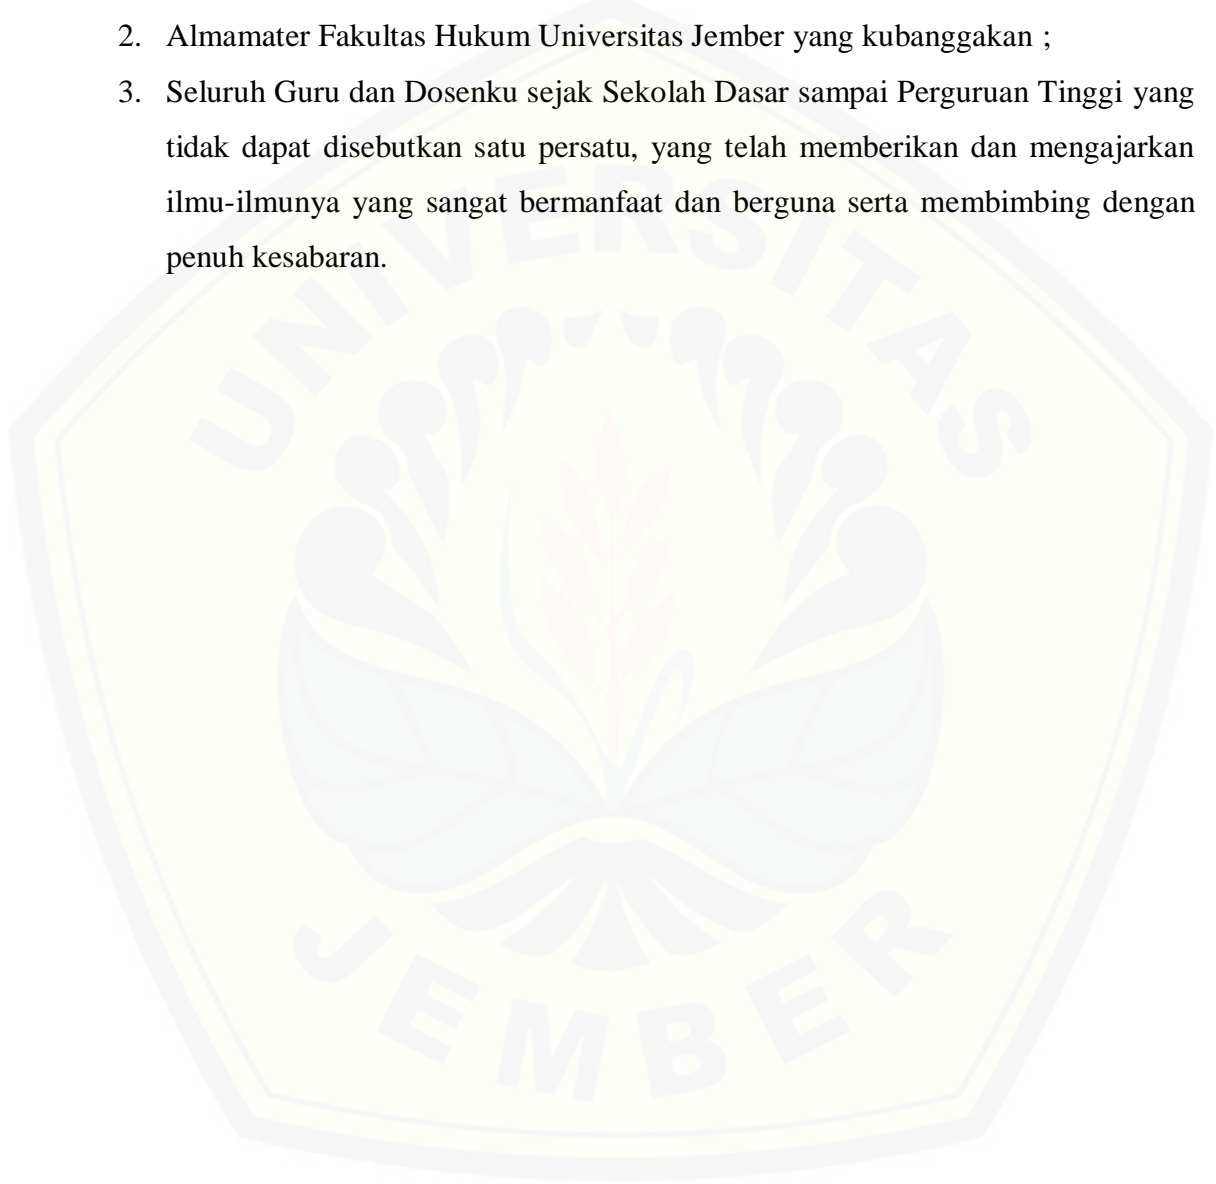 2. Almamater Fakultas Hukum Universitas Jember yang kubanggakan ;
3. Seluruh Guru dan Dosenku sejak Sekolah Dasar sampai Perguruan Tinggi yang
tidak dapat disebutkan satu persatu, yang telah memberikan dan mengajarkan
ilmu-ilmunya yang sangat bermanfaat dan berguna serta membimbing dengan
penuh kesabaran.
UNIVERSITAS
JEMBER